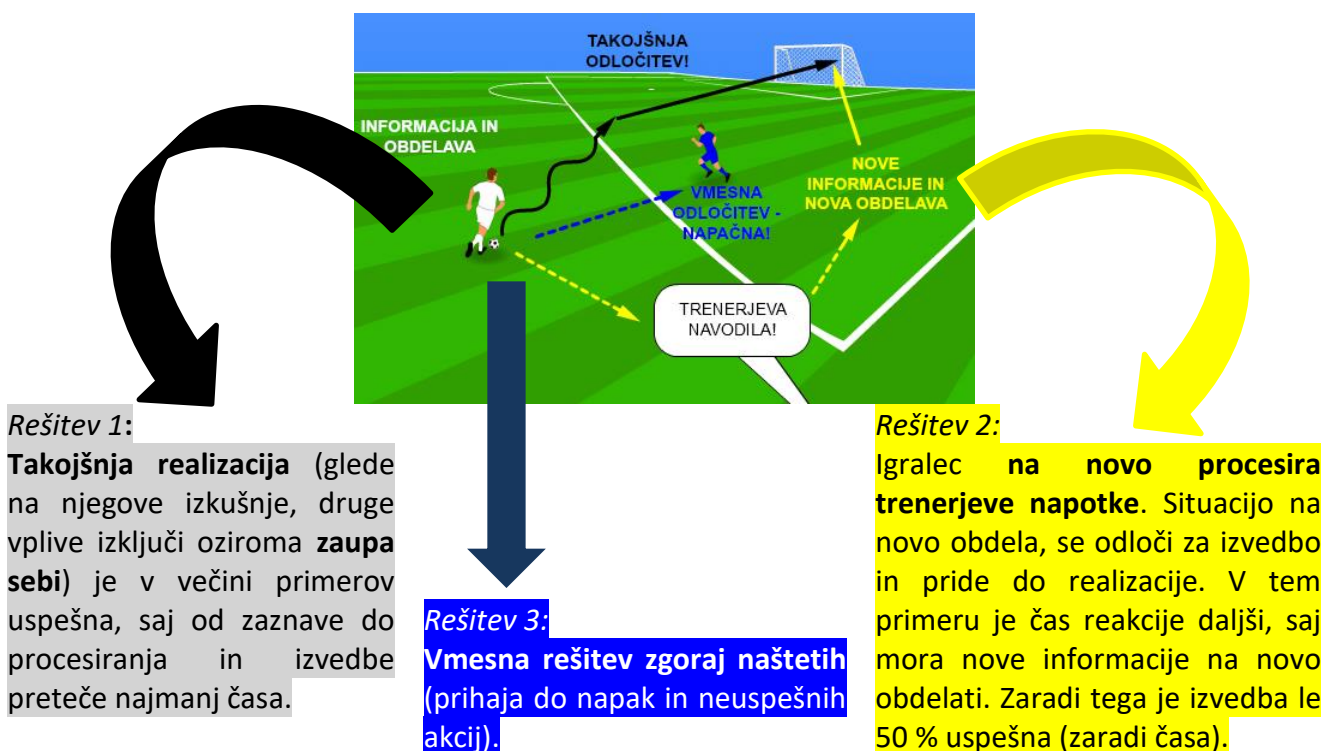 TAKOJŠNJA
ODLOČITEV!
INFORMACIJA IN
OBDELAVA
NOVE
INFORMACIJE IN
NOVA OBDELAVA
VMESNA
ODLOČITEV -
NAPAČNA!
TRENERJEVA
NAVODILA!
Rešitev 1:
Takojšnja realizacija (glede
na njegove izkušnje, druge
vplive izključi oziroma zaupa
sebi) je v večini primerov
uspešna, saj od zaznave do
procesiranja in izvedbe
preteče najmanj časa.
Rešitev 3:
Vmesna rešitev zgoraj naštetih
(prihaja do napak in neuspešnih
akcij).
Rešitev 2:
Igralec na novo procesira
trenerjeve napotke. Situacijo na
novo obdela, se odloči za izvedbo
in pride do realizacije. V tem
primeru je čas reakcije daljši, saj
mora nove informacije na novo
obdelati. Zaradi tega je izvedba le
50 % uspešna (zaradi časa).